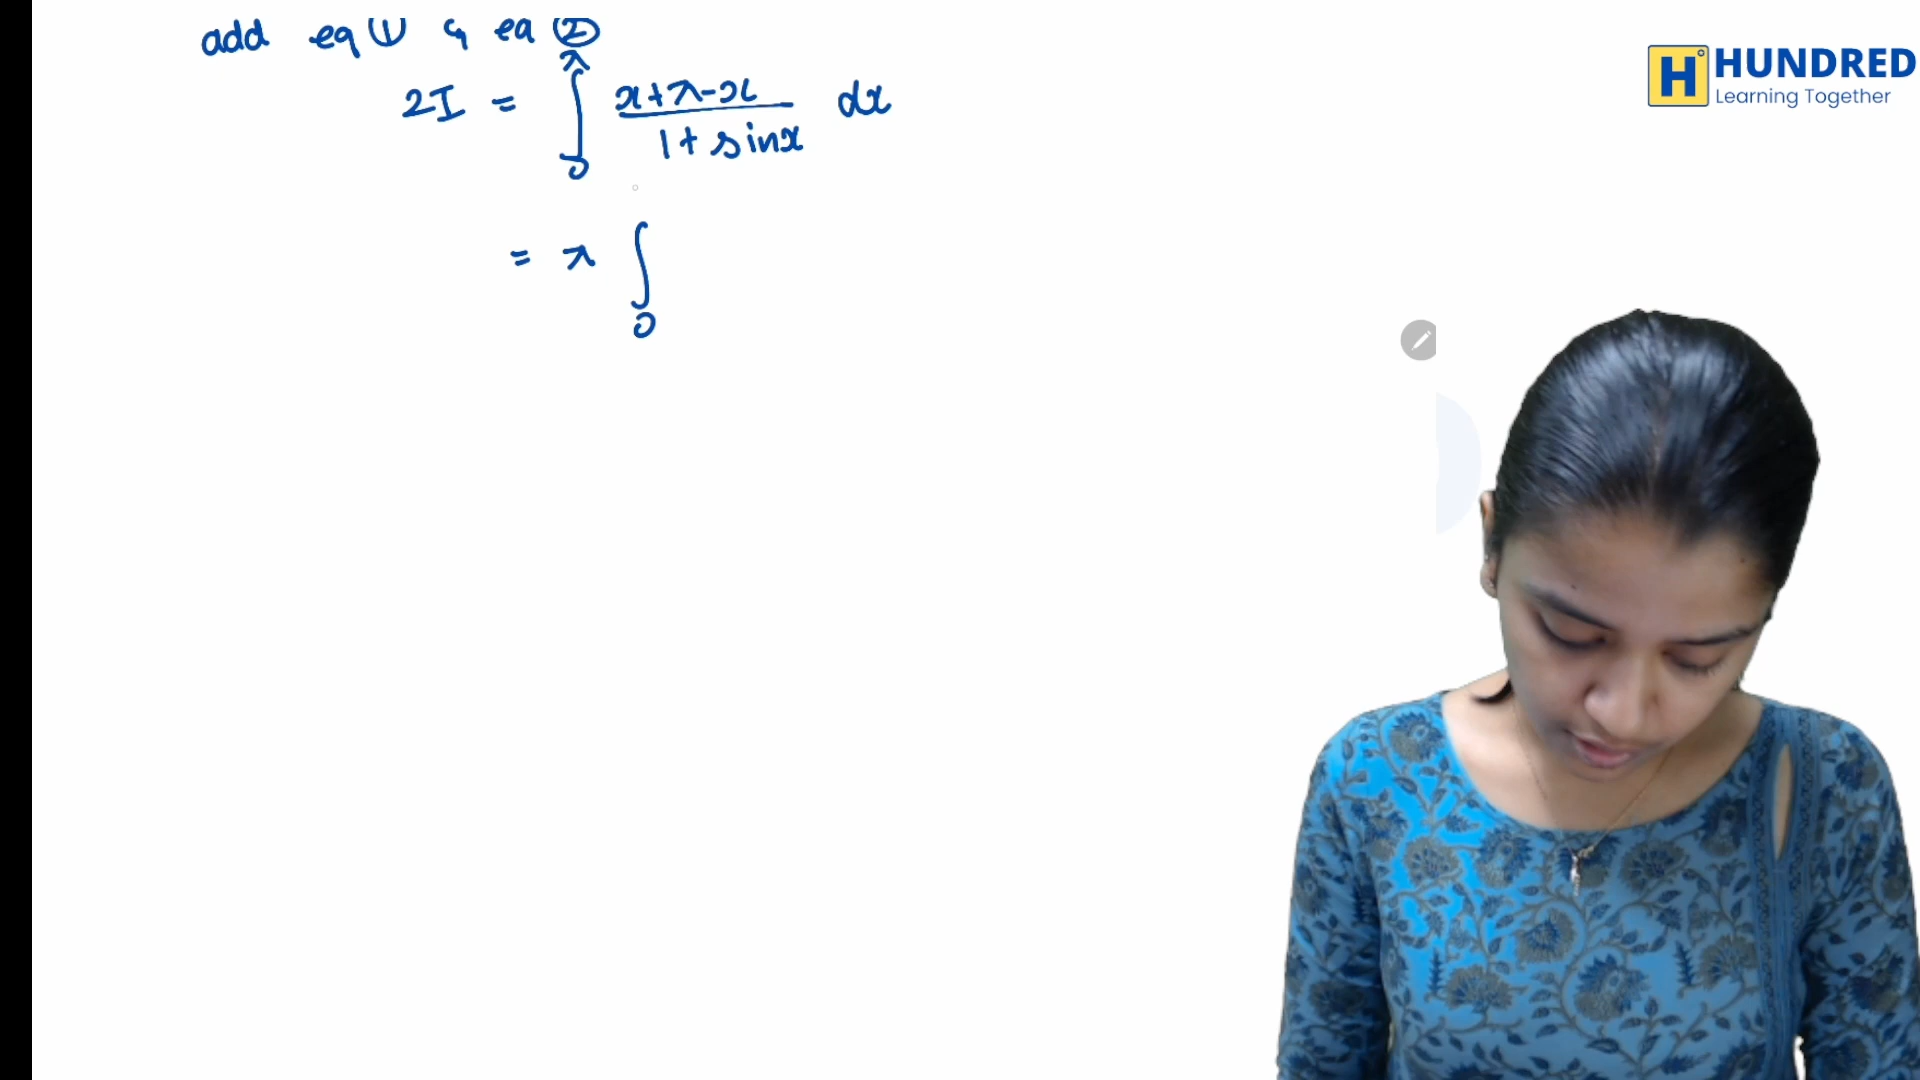 add eq ① & eq ②
2I = ∫₀^π (x+π-x)/(1+sinx) dx
= π ∫₀
HUNDRED
Learning Together